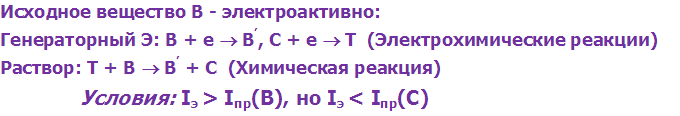 Исходное вещество В - электроактивно:
Генераторный Э: В + е → В′, С + е → Т (Электрохимические реакции)
Раствор: Т + В → В′ + С (Химическая реакция)
Условия: Iэ > Iпр(В), но Iэ < Iпр(С)